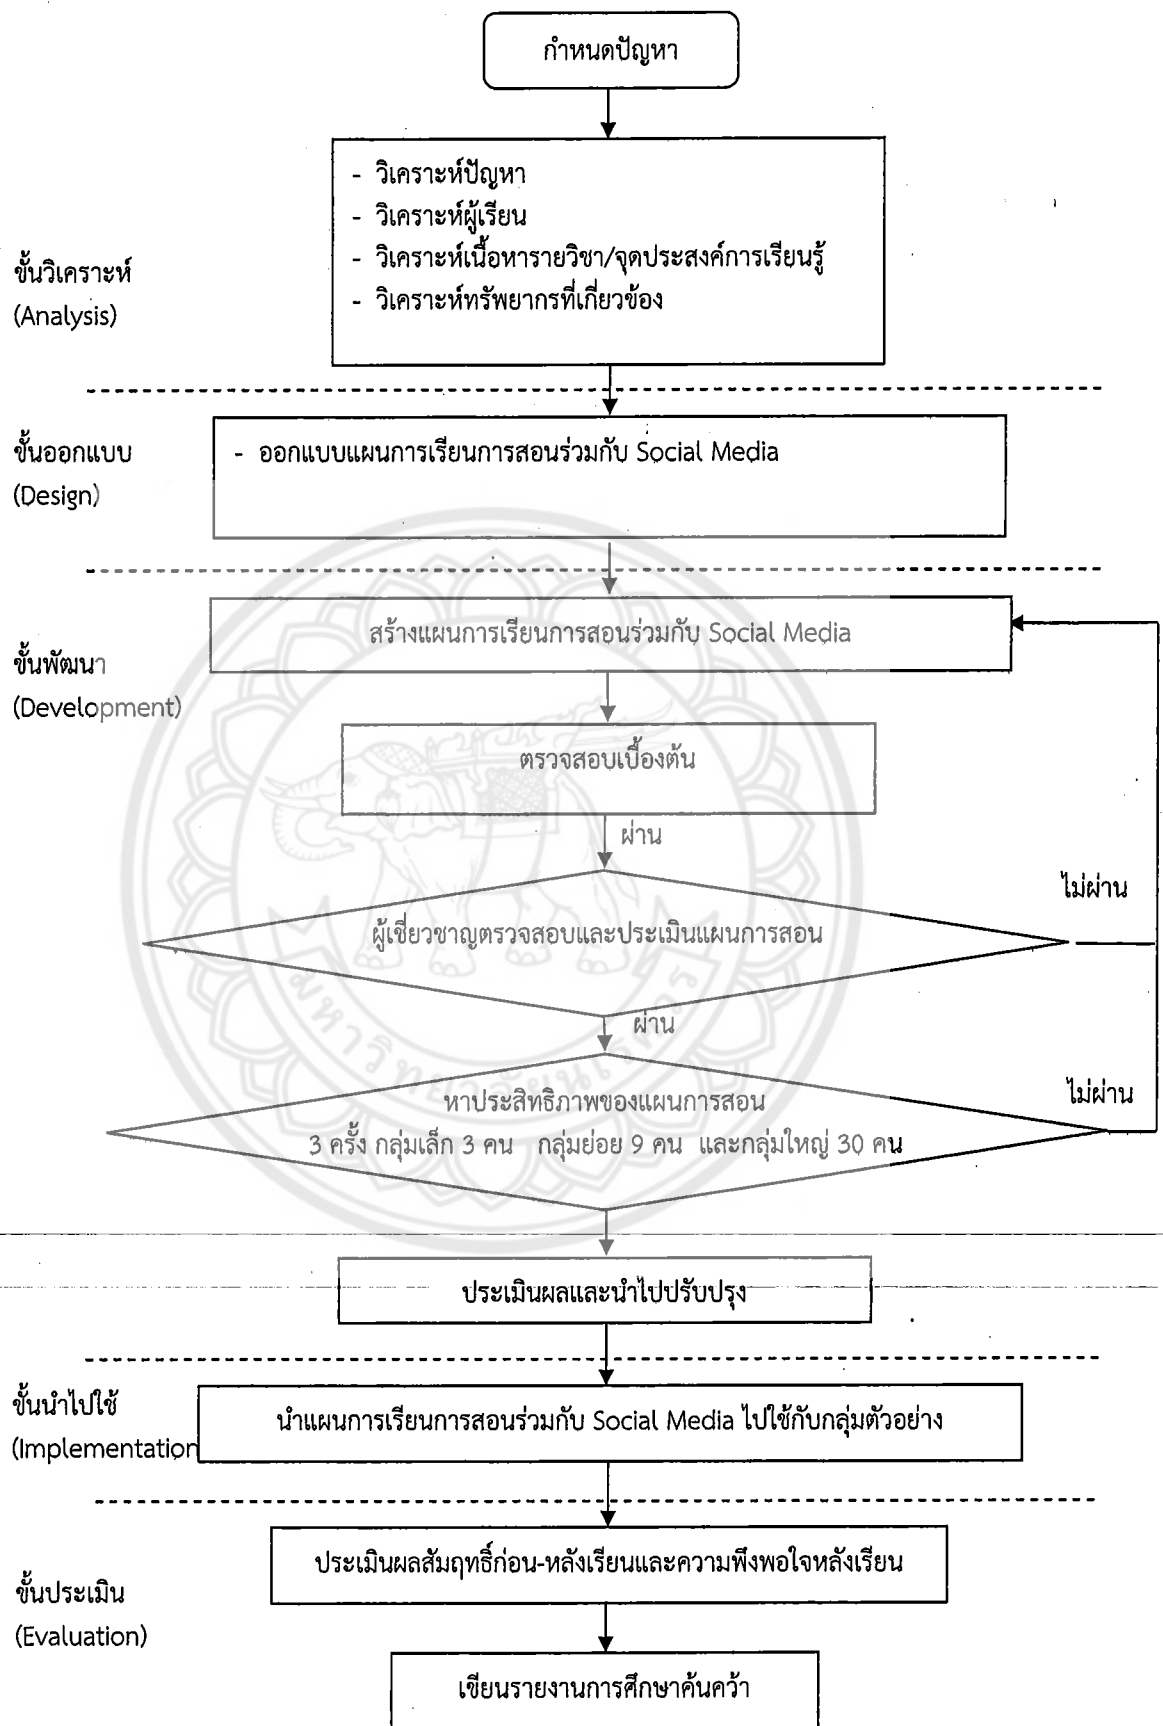 กำหนดปัญหา
- วิเคราะห์ปัญหา
- วิเคราะห์ผู้เรียน
- วิเคราะห์เนื้อหารายวิชา/จุดประสงค์การเรียนรู้
- วิเคราะห์ทรัพยากรที่เกี่ยวข้อง
ขั้นวิเคราะห์
(Analysis)
ขั้นออกแบบ
(Design)
- ออกแบบแผนการเรียนการสอนร่วมกับ Social Media
สร้างแผนการเรียนการสอนร่วมกับ Social Media
ขั้นพัฒนา
(Development)
ตรวจสอบเบื้องต้น
ผ่าน
ไม่ผ่าน
ผู้เชี่ยวชาญตรวจสอบและประเมินแผนการสอน
ผ่าน
ไม่ผ่าน
หาประสิทธิภาพของแผนการสอน
3 ครั้ง กลุ่มเล็ก 3 คน กลุ่มย่อย 9 คน และกลุ่มใหญ่ 30 คน
มหาวิทยาลัยนเรศวร
ประเมินผลและนำไปปรับปรุง
ขั้นนำไปใช้
(Implementation
นำแผนการเรียนการสอนร่วมกับ Social Media ไปใช้กับกลุ่มตัวอย่าง
ประเมินผลสัมฤทธิ์ก่อน-หลังเรียนและความพึงพอใจหลังเรียน
ขั้นประเมิน
(Evaluation)
เขียนรายงานการศึกษาค้นคว้า